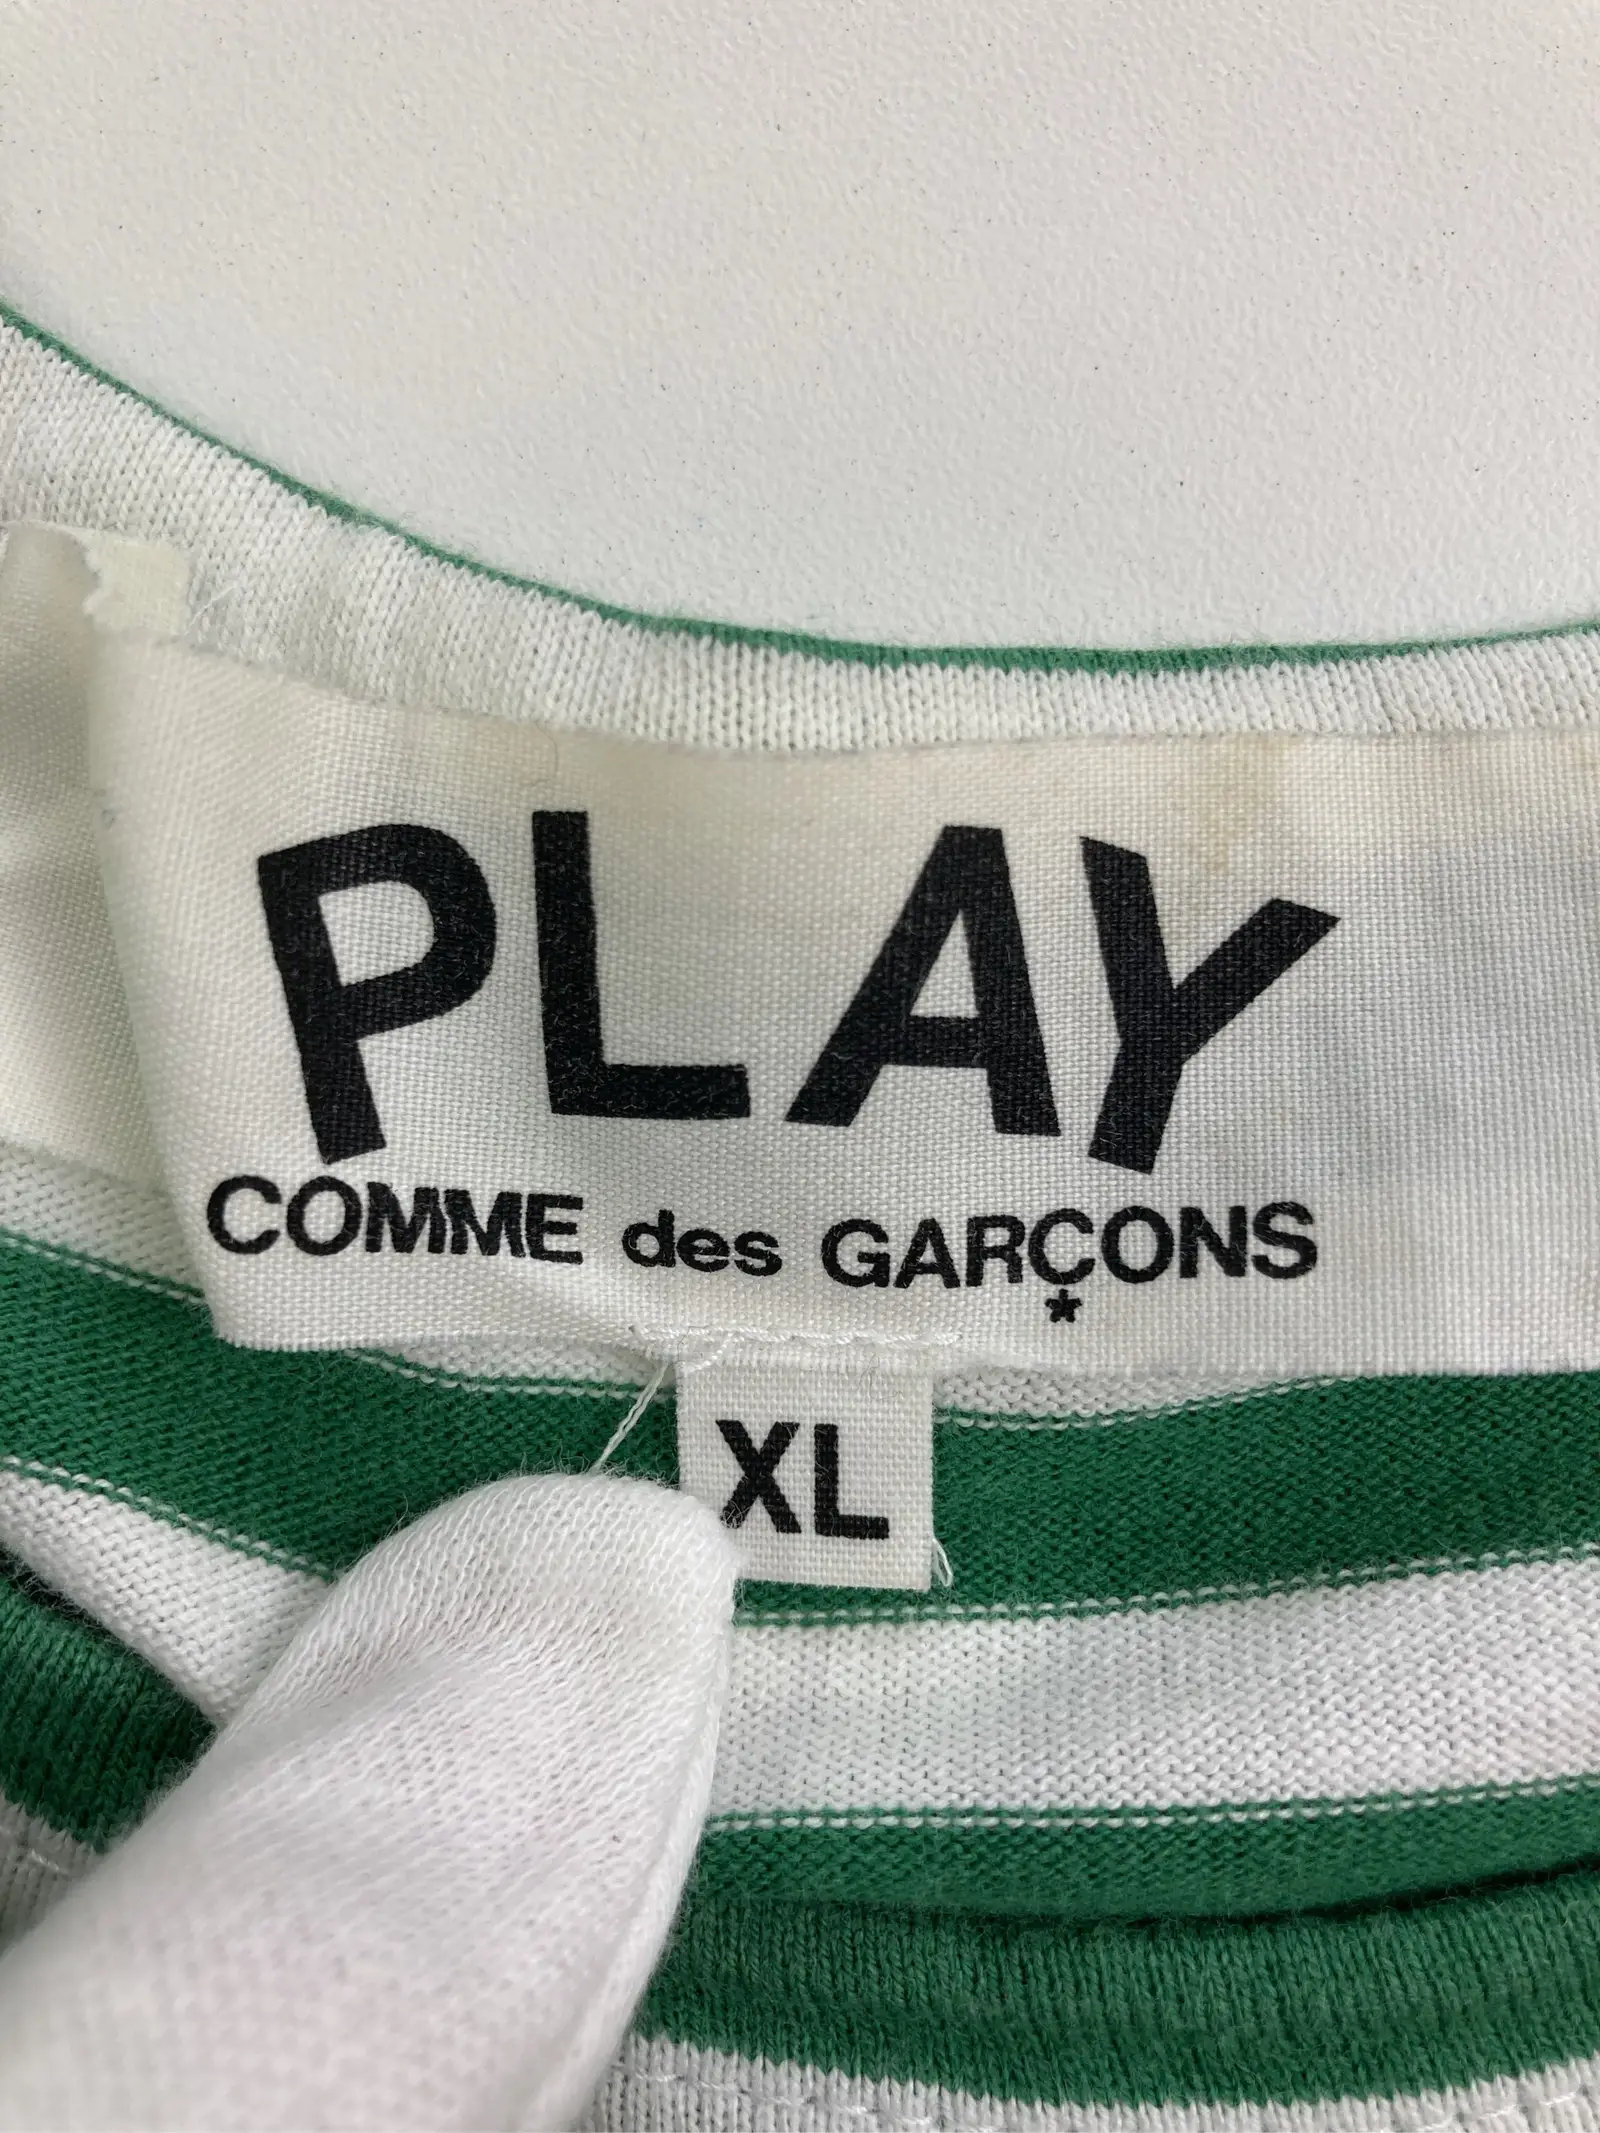 PLAY
COMME des GARÇONS
*
XL